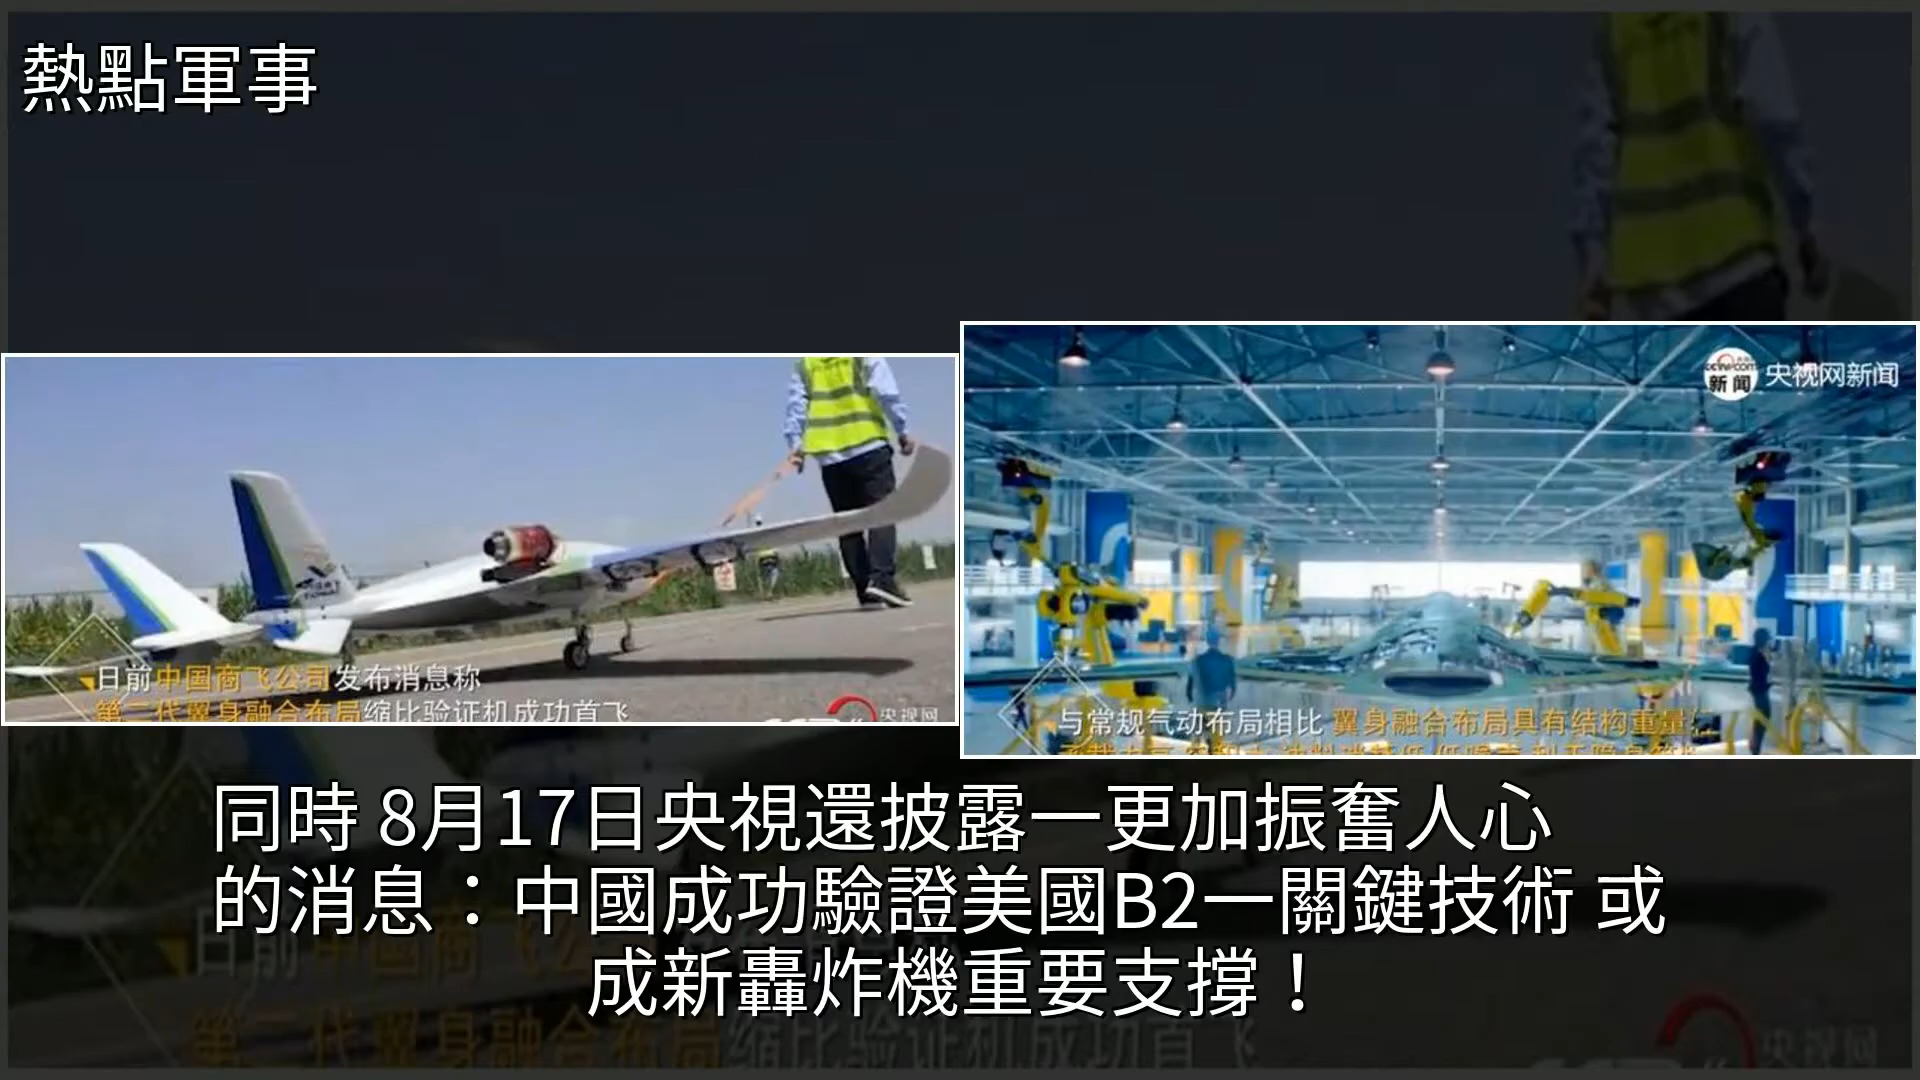 熱點軍事
央视网新闻
新闻
日前中国商飞公司发布消息称
第二代翼身融合布局缩比验证机成功首飞
央视网
与常规气动布局相比 翼身融合布局具有结构重量
同時 8月17日央視還披露一更加振奮人心
的消息：中國成功驗證美國B2一關鍵技術 或
成新轟炸機重要支撐！